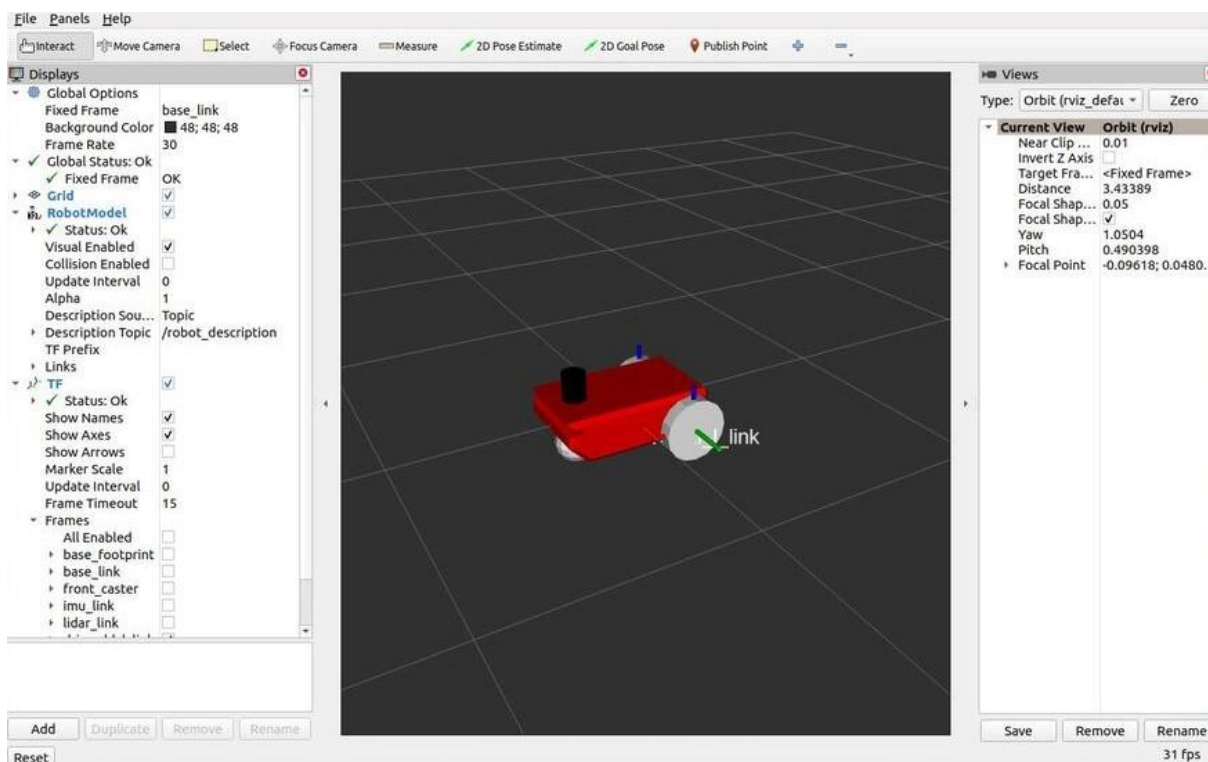 File Panels Help
Interact Move Camera Select Focus Camera Measure 2D Pose Estimate 2D Goal Pose Publish Point
Displays
Global Options
Fixed Frame base_link
Background Color 48; 48; 48
Frame Rate 30
Global Status: Ok
Fixed Frame OK
Grid
RobotModel
Status: Ok
Visual Enabled
Collision Enabled
Update Interval 0
Alpha 1
Description Sou... Topic
Description Topic /robot_description
TF Prefix
Links
TF
Status: Ok
Show Names
Show Axes
Show Arrows
Marker Scale 1
Update Interval 0
Frame Timeout 15
Frames
All Enabled
base_footprint
base_link
front_caster
imu_link
lidar_link
Add Duplicate Remove Rename
Reset
_link
Views
Type: Orbit (rviz_defau Zero
Current View Orbit (rviz)
Near Clip ... 0.01
Invert Z Axis
Target Fra... <Fixed Frame>
Distance 3.43389
Focal Shap... 0.05
Focal Shap...
Yaw 1.0504
Pitch 0.490398
Focal Point -0.09618; 0.0480.
Save Remove Rename
31 fps